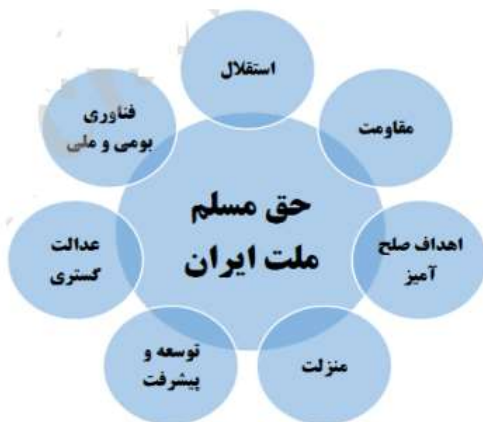 استقلال
مقاومت
اهداف صلح
آمیز
منزلت
توسعه و
پیشرفت
عدالت
گستری
فناوری
بومی و ملی
حق مسلم
ملت ایران